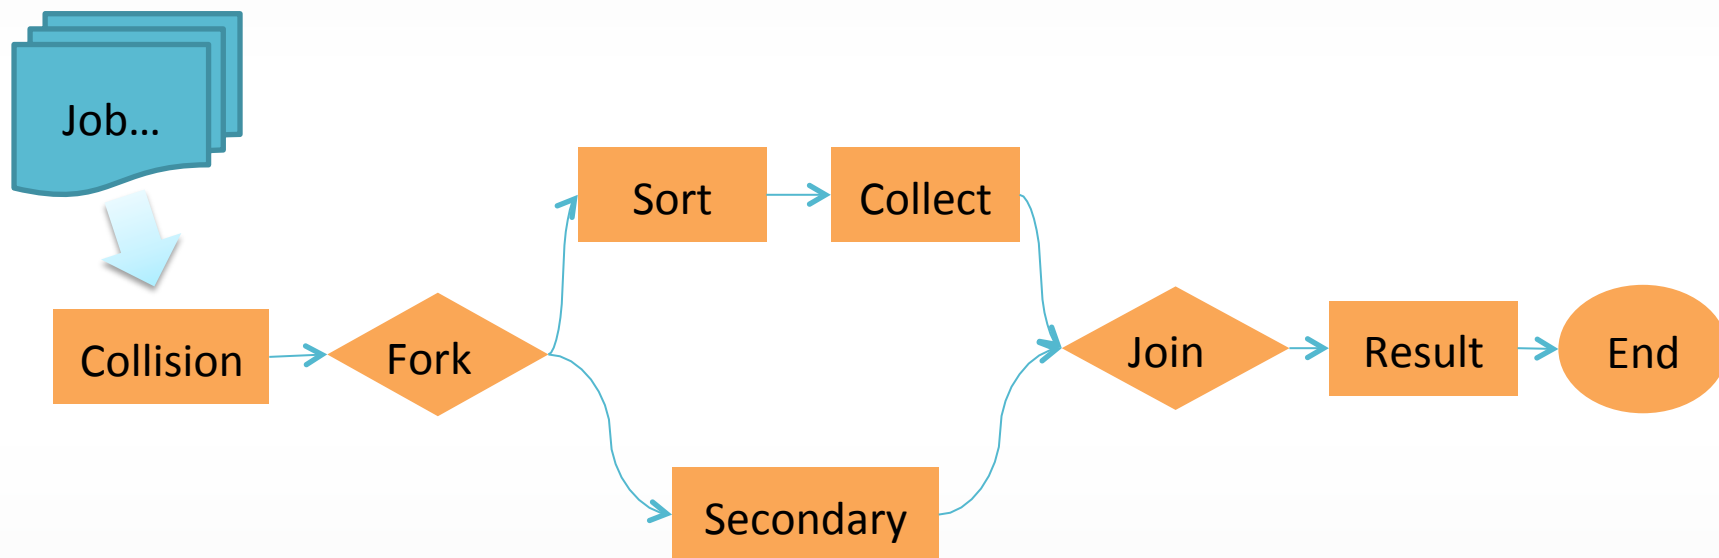 Job...
Sort
Collect
Collision
Fork
Join
Result
End
Secondary